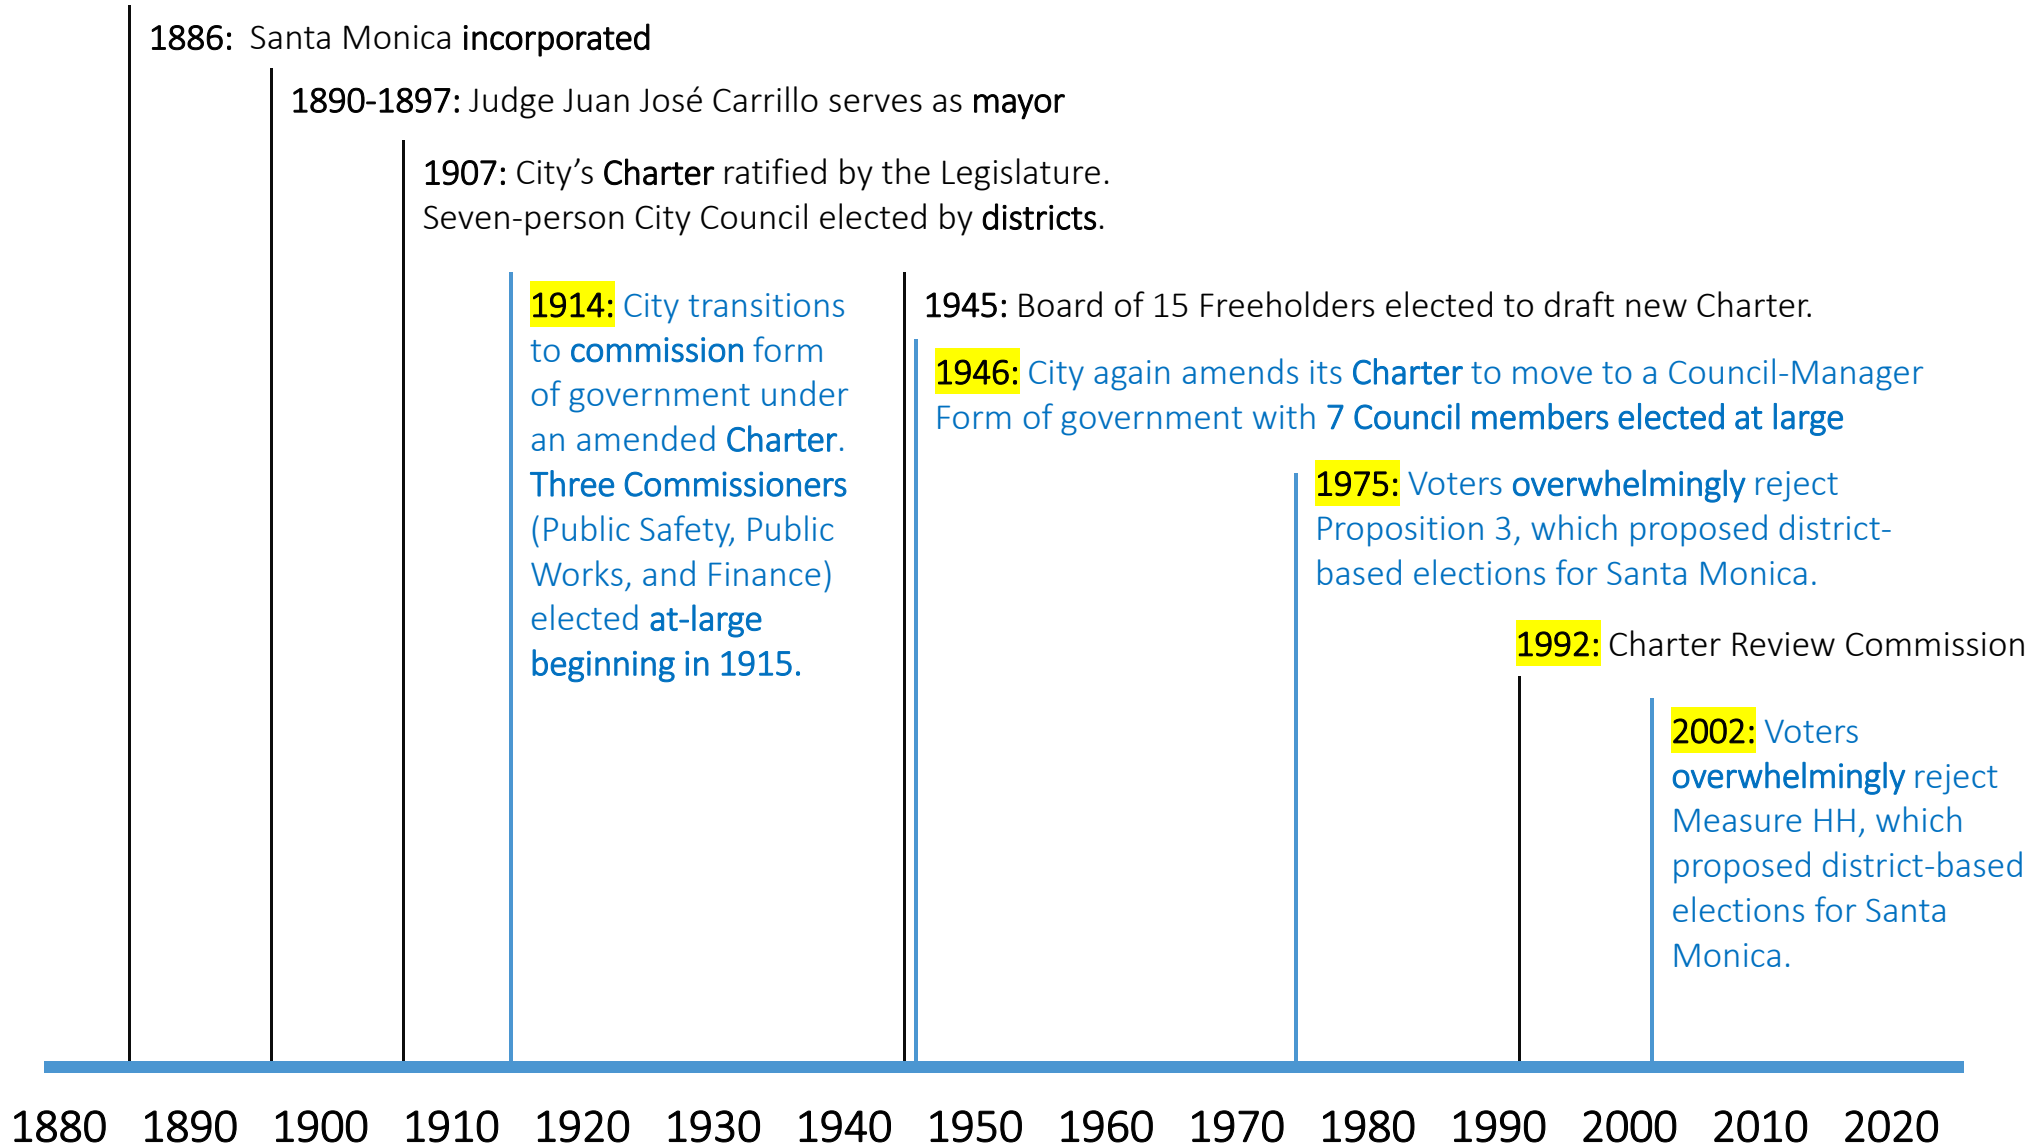 1886: Santa Monica incorporated
1890-1897: Judge Juan José Carrillo serves as mayor
1907: City’s Charter ratified by the Legislature.
Seven-person City Council elected by districts.
1914: City transitions
to commission form
of government under
an amended Charter.
Three Commissioners
(Public Safety, Public
Works, and Finance)
elected at-large
beginning in 1915.
1945: Board of 15 Freeholders elected to draft new Charter.
1946: City again amends its Charter to move to a Council-Manager
Form of government with 7 Council members elected at large
1975: Voters overwhelmingly reject
Proposition 3, which proposed district-
based elections for Santa Monica.
1992: Charter Review Commission
2002: Voters
overwhelmingly reject
Measure HH, which
proposed district-based
elections for Santa
Monica.
1880 1890 1900 1910 1920 1930 1940 1950 1960 1970 1980 1990 2000 2010 2020